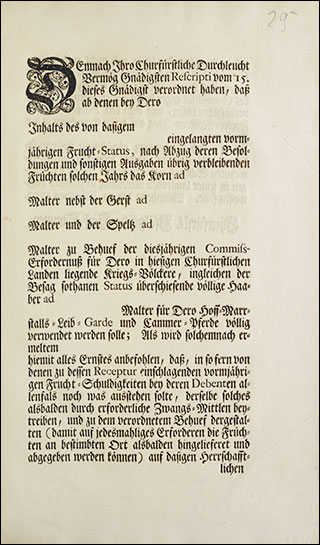 29
DEnnach Ihro Churfürstliche Durchleucht
Vermög Gnädigsten Rescripti vom 15.
dieses Gnädigst verordnet haben, daß
ab denen bey Dero
Inhalts des von dasigem
eingelangten vorm-
jährigen Frucht-Status, nach Abzug deren Besol-
dungen und sonstigen Ausgaben übrig verbleibenden
Früchten solchen Jahrs das Korn ad
Malter nebst der Gerst ad
Malter und der Speltz ad
Malter zu Behuef der diesjährigen Commiss-
Erfordernuß für Dero in hiesigen Churfürstlichen
Landen liegende Kriegs-Völckere, ingleichen der
Besag sothanen Status überschiesende völlige Haa-
ber ad
Malter für Dero Hoff-Marr-
stalls-Leib-Garde und Cammer-Pferde völlig
verwendet werden solle; Als wird solchemnach er-
meltem
hiemit alles Ernstes anbefohlen, daß, in so fern von
denen zu dessen Receptur einschlagenden vormjähri-
gen Frucht-Schuldigkeiten bey deren Debenten al-
lenfals noch was ausstehen solte, derselbe solches
alsbalden durch erforderliche Zwangs-Mittlen bey-
treiben, und zu dem verordnetem Behuef dergestal-
ten (damit auf jedesmahliges Erforderen die Früch-
ten an bestimbten Ort alsbalden hingelieferet und
abgegeben werden können) auf dasigen Herrschafft-
lichen